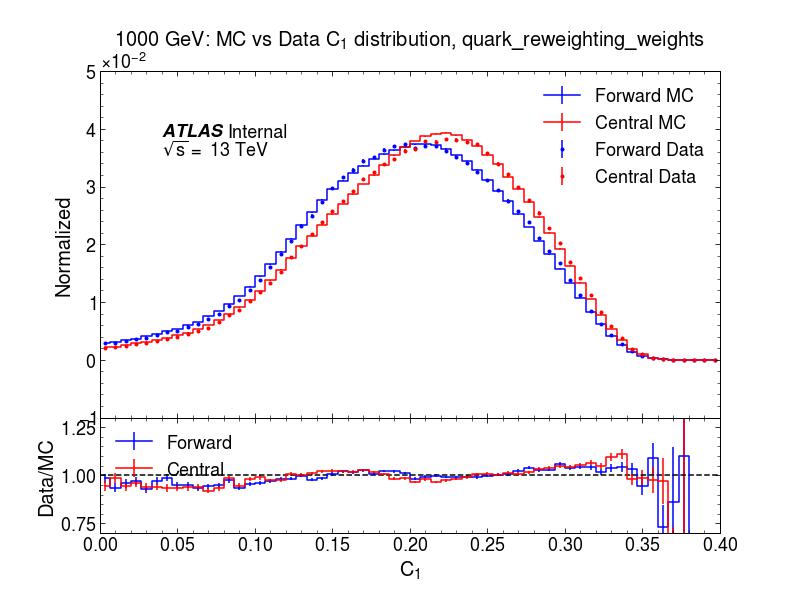 1000 GeV: MC vs Data C₁ distribution, quark_reweighting_weights
×10⁻²
5
4
3
2
1
0
−1
Normalized
ATLAS Internal
√s = 13 TeV
Forward MC
Central MC
Forward Data
Central Data
1.25
1.00
0.75
Data/MC
Forward
Central
0.00 0.05 0.10 0.15 0.20 0.25 0.30 0.35 0.40
C₁